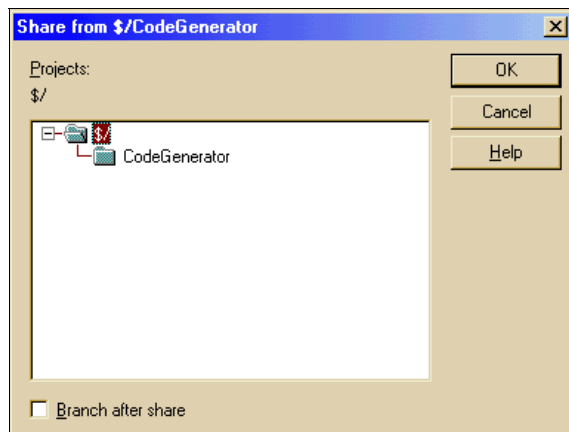 Share from $/CodeGenerator
Projects:
$/
$/
CodeGenerator
OK
Cancel
Help
Branch after share